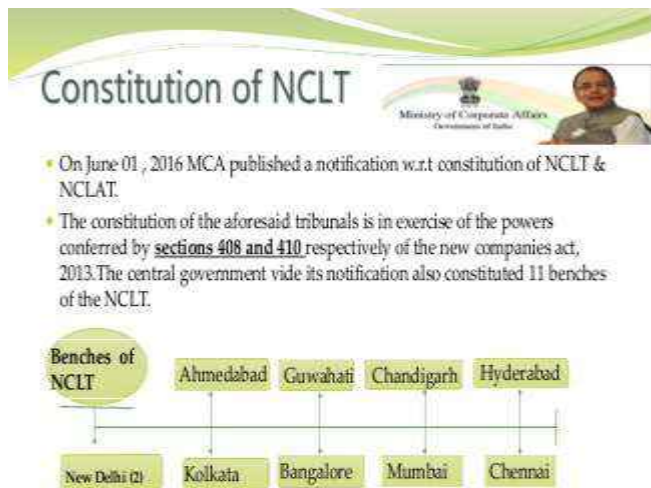 Constitution of NCLT
Ministry of Corporate Affairs
Government of India
On June 01 , 2016 MCA published a notification w.r.t constitution of NCLT &
NCLAT.
The constitution of the aforesaid tribunals is in exercise of the powers
conferred by sections 408 and 410 respectively of the new companies act,
2013.The central government vide its notification also constituted 11 benches
of the NCLT.
Benches of
NCLT
Ahmedabad Guwahati Chandigarh Hyderabad
New Delhi (2) Kolkata Bangalore Mumbai Chennai